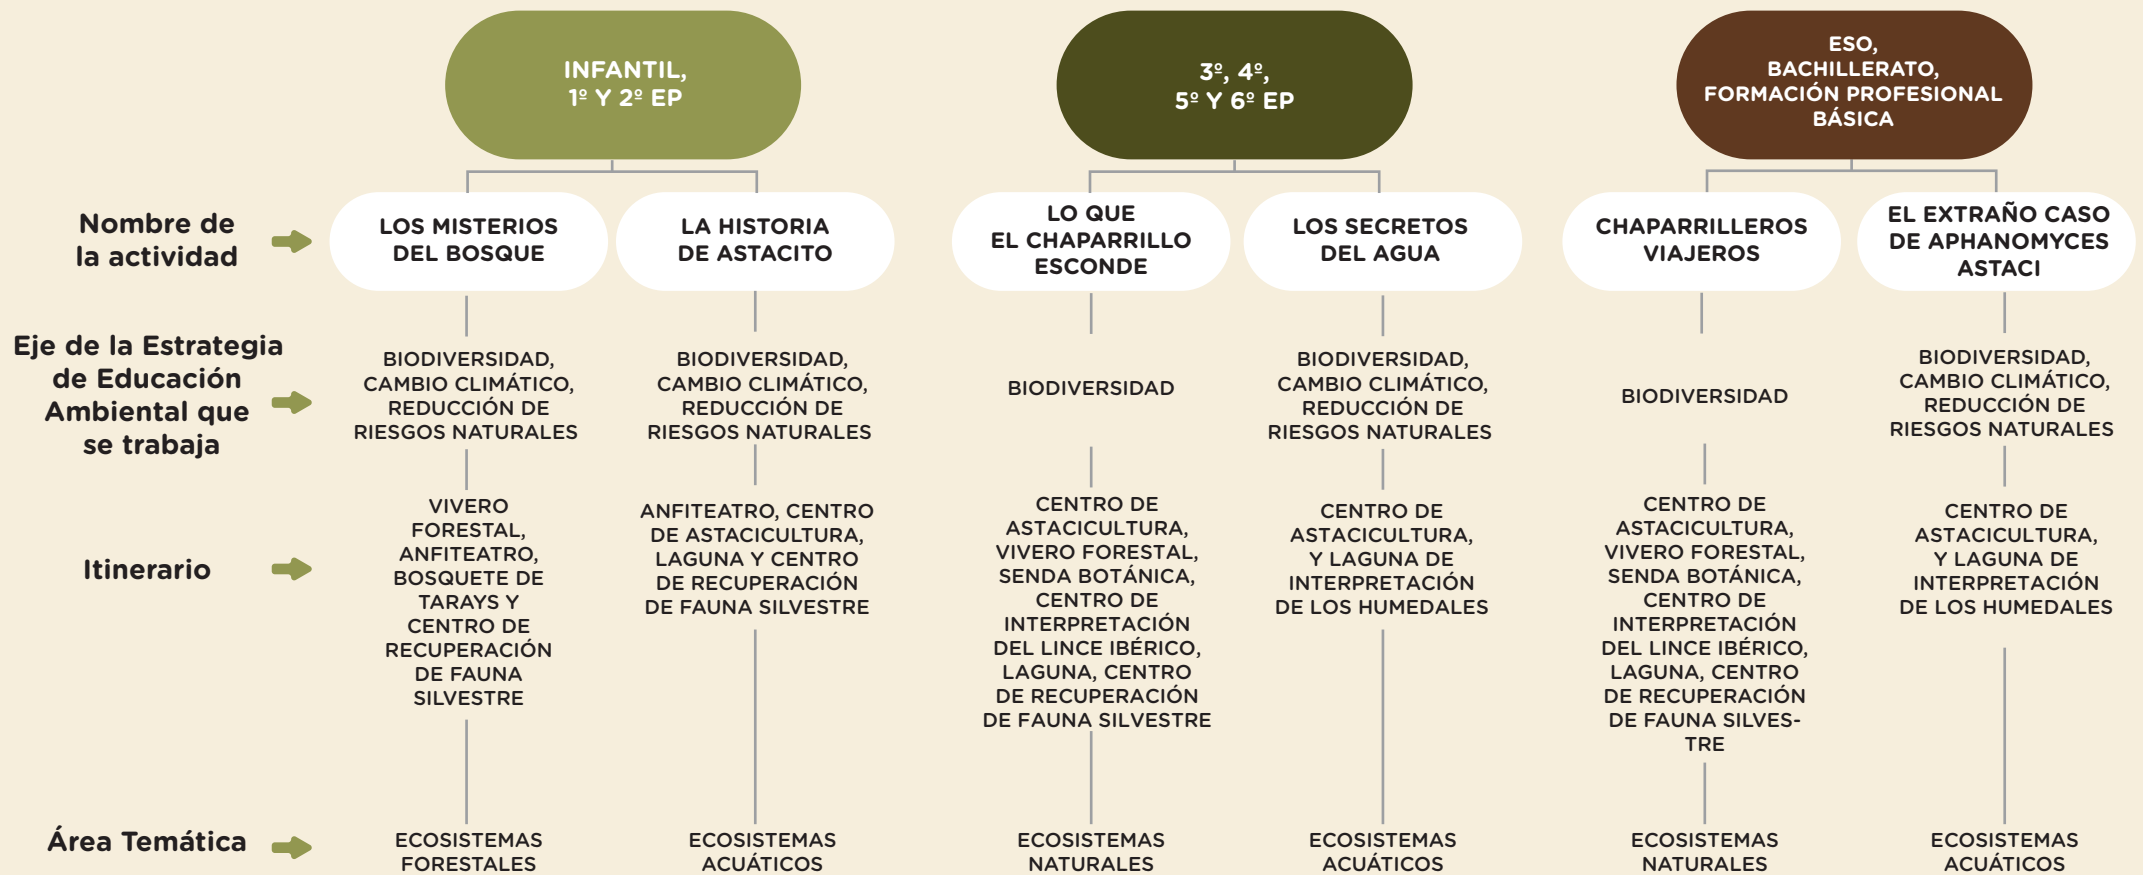 INFANTIL,
1º Y 2º EP
3º, 4º,
5º Y 6º EP
ESO,
BACHILLERATO,
FORMACIÓN PROFESIONAL
BÁSICA
Nombre de
la actividad
LOS MISTERIOS
DEL BOSQUE
LA HISTORIA
DE ASTACITO
LO QUE
EL CHAPARRILLO
ESCONDE
LOS SECRETOS
DEL AGUA
CHAPARRILLEROS
VIAJEROS
EL EXTRAÑO CASO
DE APHANOMYCES
ASTACI
Eje de la Estrategia
de Educación
Ambiental que
se trabaja
BIODIVERSIDAD,
CAMBIO CLIMÁTICO,
REDUCCIÓN DE
RIESGOS NATURALES
BIODIVERSIDAD,
CAMBIO CLIMÁTICO,
REDUCCIÓN DE
RIESGOS NATURALES
BIODIVERSIDAD
BIODIVERSIDAD,
CAMBIO CLIMÁTICO,
REDUCCIÓN DE
RIESGOS NATURALES
BIODIVERSIDAD
BIODIVERSIDAD,
CAMBIO CLIMÁTICO,
REDUCCIÓN DE
RIESGOS NATURALES
Itinerario
VIVERO
FORESTAL,
ANFITEATRO,
BOSQUETE DE
TARAYS Y
CENTRO DE
RECUPERACIÓN
DE FAUNA
SILVESTRE
ANFITEATRO, CENTRO
DE ASTACICULTURA,
LAGUNA Y CENTRO
DE RECUPERACIÓN
DE FAUNA SILVESTRE
CENTRO DE
ASTACICULTURA,
VIVERO FORESTAL,
SENDA BOTÁNICA,
CENTRO DE
INTERPRETACIÓN
DEL LINCE IBÉRICO,
LAGUNA, CENTRO
DE RECUPERACIÓN
DE FAUNA SILVESTRE
CENTRO DE
ASTACICULTURA,
Y LAGUNA DE
INTERPRETACIÓN
DE LOS HUMEDALES
CENTRO DE
ASTACICULTURA,
VIVERO FORESTAL,
SENDA BOTÁNICA,
CENTRO DE
INTERPRETACIÓN
DEL LINCE IBÉRICO,
LAGUNA, CENTRO
DE RECUPERACIÓN
DE FAUNA SILVES-
TRE
CENTRO DE
ASTACICULTURA,
Y LAGUNA DE
INTERPRETACIÓN
DE LOS HUMEDALES
Área Temática
ECOSISTEMAS
FORESTALES
ECOSISTEMAS
ACUÁTICOS
ECOSISTEMAS
NATURALES
ECOSISTEMAS
ACUÁTICOS
ECOSISTEMAS
NATURALES
ECOSISTEMAS
ACUÁTICOS